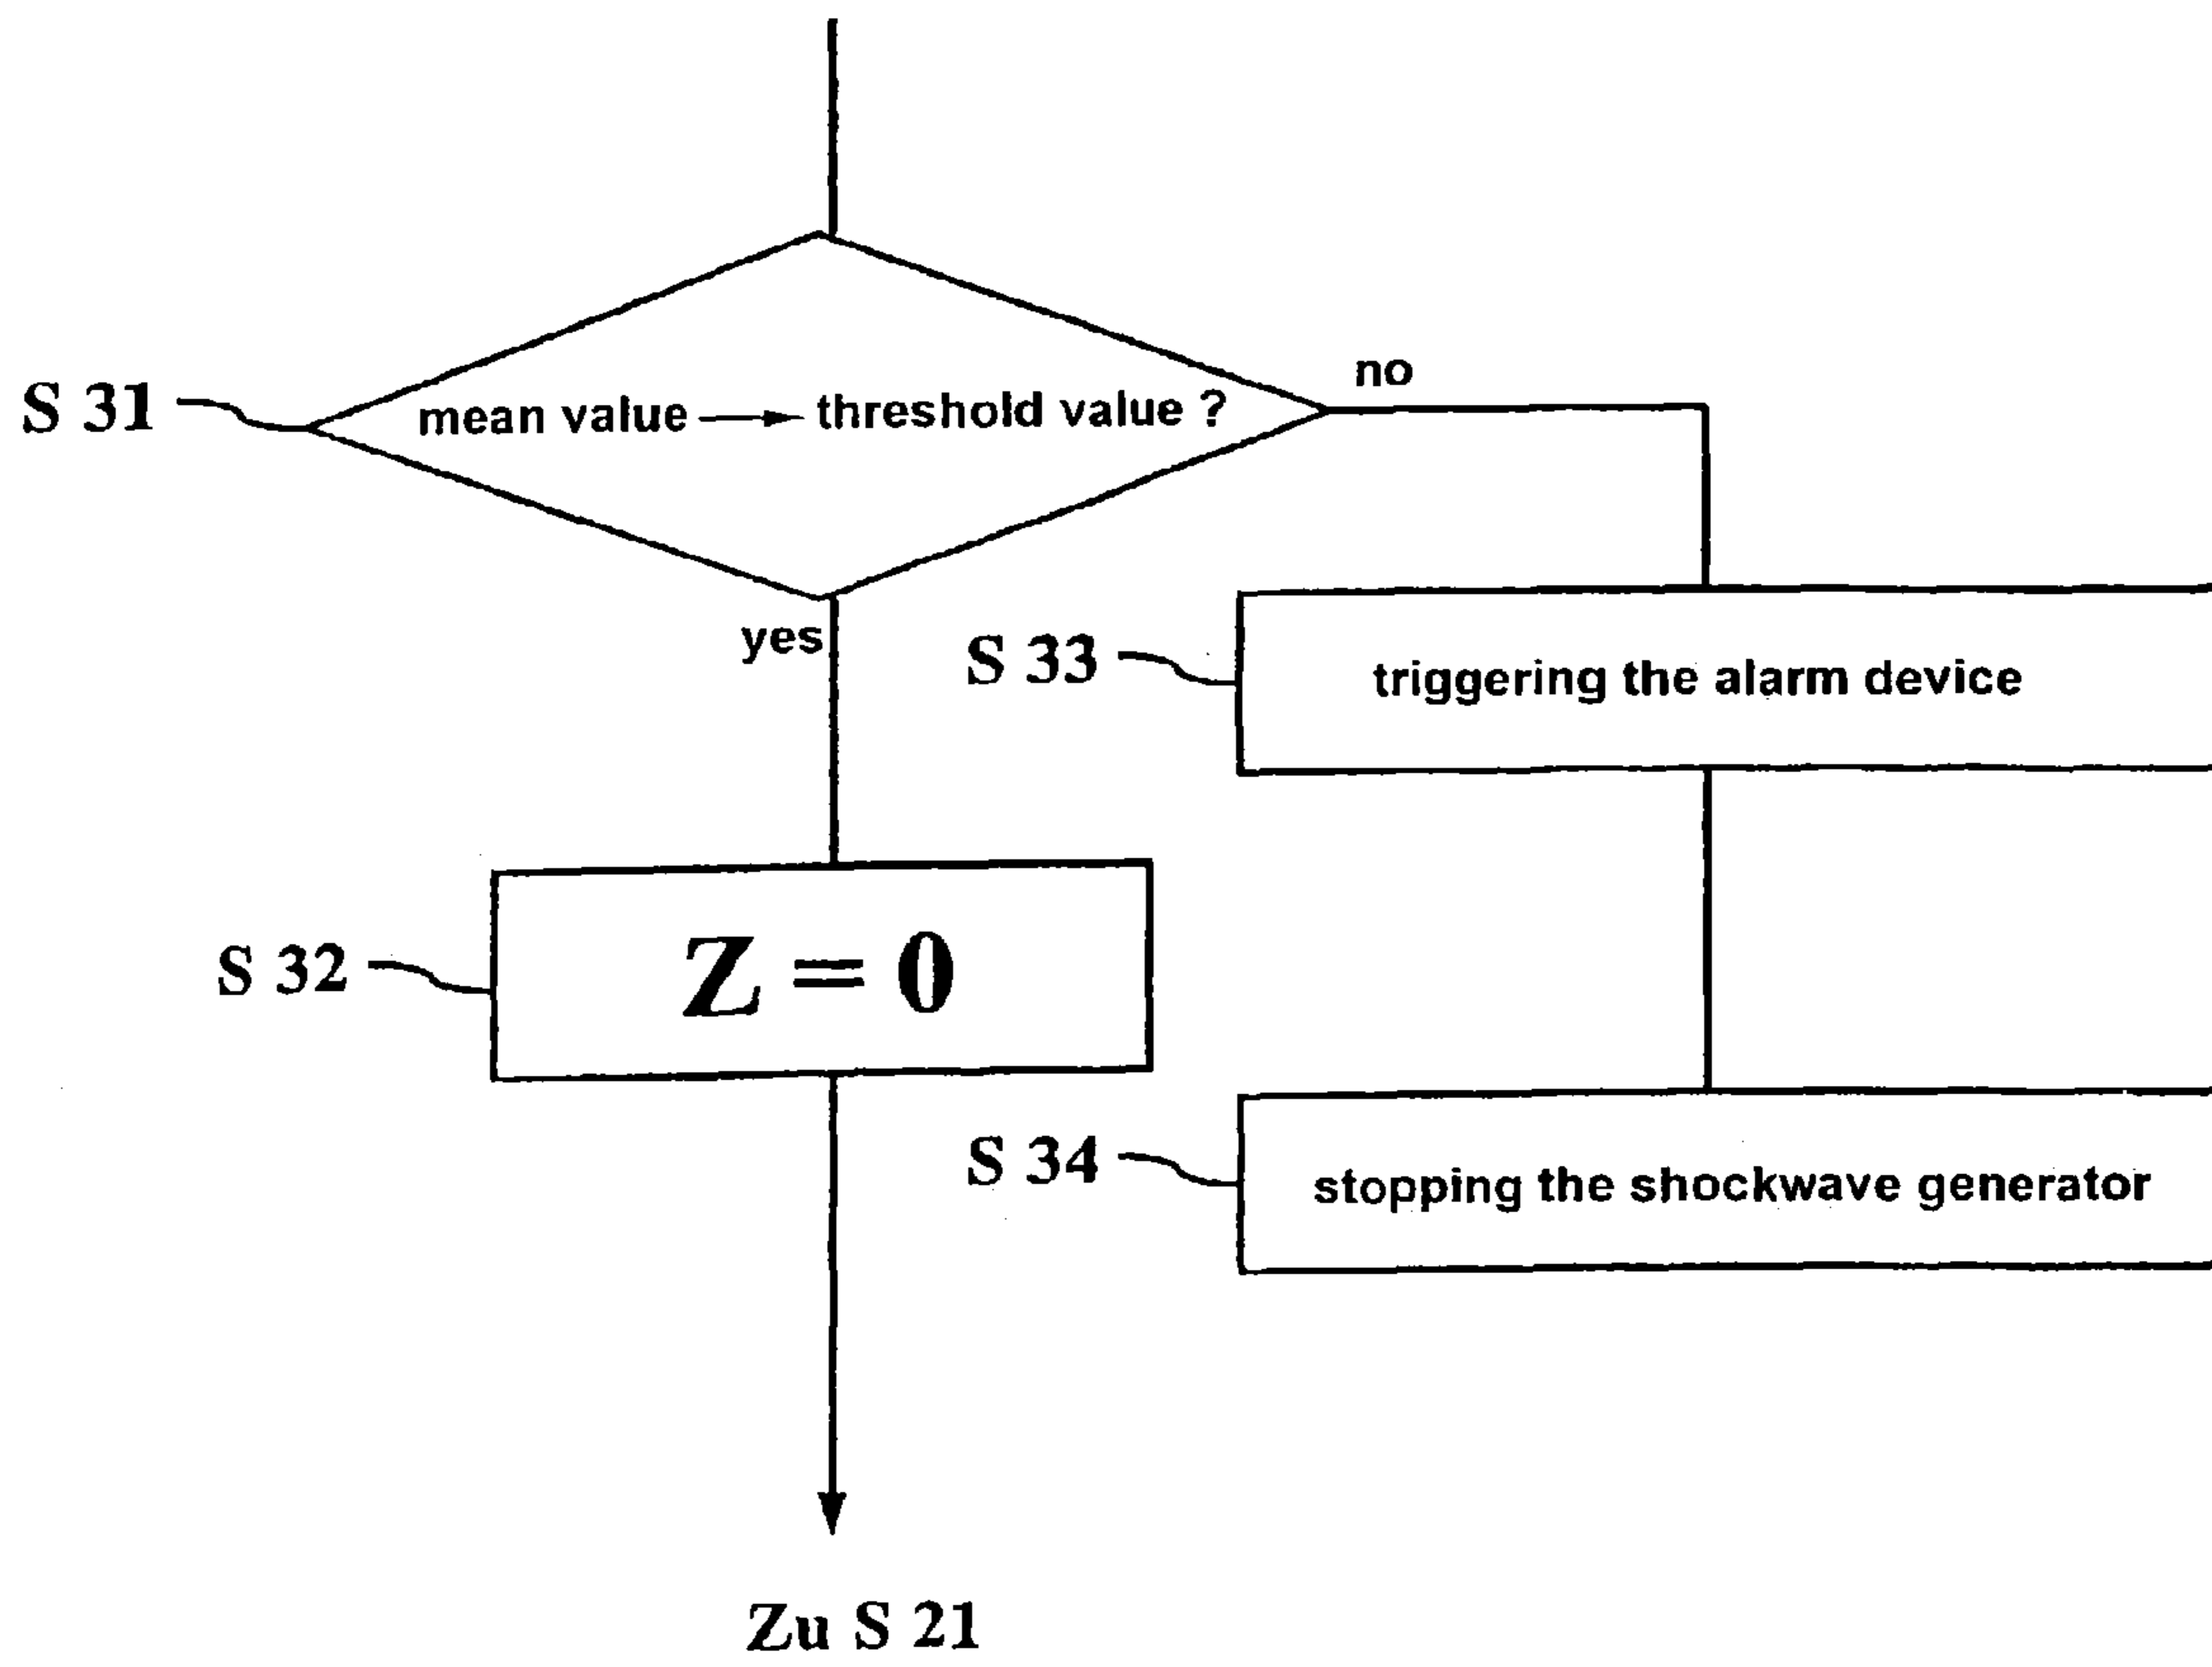 no
S 31
mean value → threshold value ?
yes
S 33
triggering the alarm device
S 32
Z = 0
S 34
stopping the shockwave generator
Zu S 21